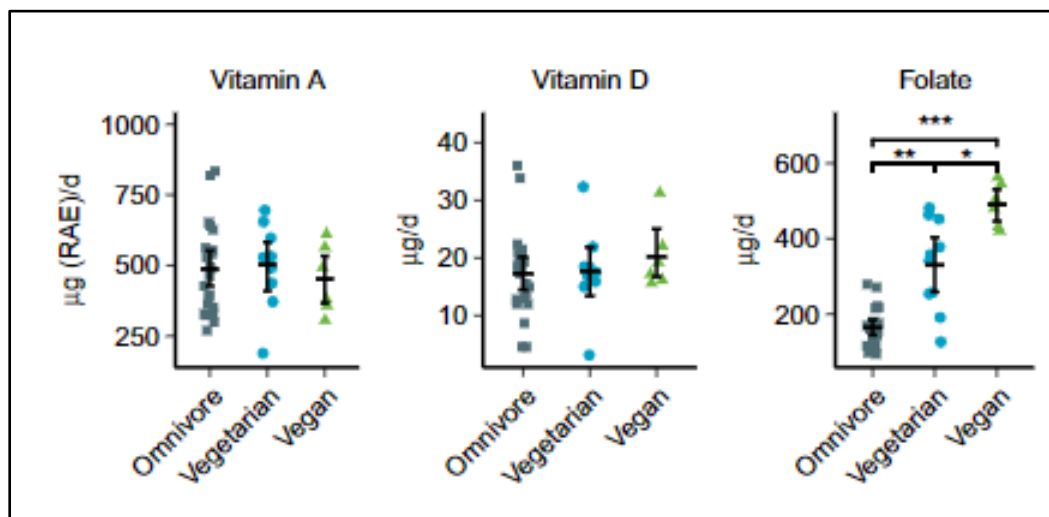 Vitamin A
Vitamin D
Folate
µg (RAE)/d
1000
750
500
250
Omnivore
Vegetarian
Vegan
µg/d
40
30
20
10
Omnivore
Vegetarian
Vegan
µg/d
600
400
200
***
**
*
Omnivore
Vegetarian
Vegan